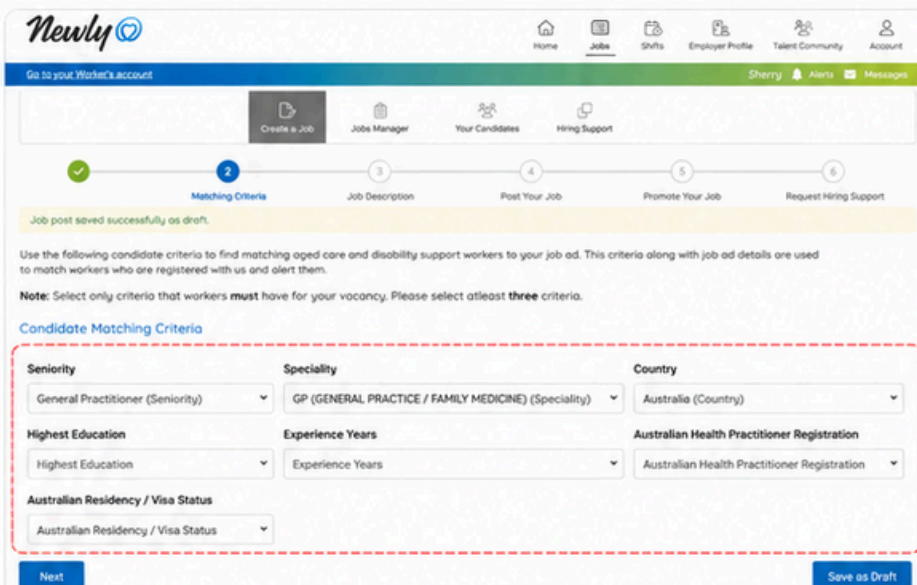 Newly
Home Jobs Shifts Employer Profile Talent Community Account
Go to your Worker's account Sherry Alerts Messages
Create a Job Jobs Manager Your Candidates Hiring Support
2 3 4 5 6
Matching Criteria Job Description Post Your Job Promote Your Job Request Hiring Support
Job post saved successfully as draft.
Use the following candidate criteria to find matching aged care and disability support workers to your job ad. This criteria along with job ad details are used
to match workers who are registered with us and alert them.
Note: Select only criteria that workers must have for your vacancy. Please select atleast three criteria.
Candidate Matching Criteria
Seniority Speciality Country
General Practitioner (Seniority) GP (GENERAL PRACTICE / FAMILY MEDICINE) (Speciality) Australia (Country)
Highest Education Experience Years Australian Health Practitioner Registration
Highest Education Experience Years Australian Health Practitioner Registration
Australian Residency / Visa Status
Australian Residency / Visa Status
Next Save as Draft